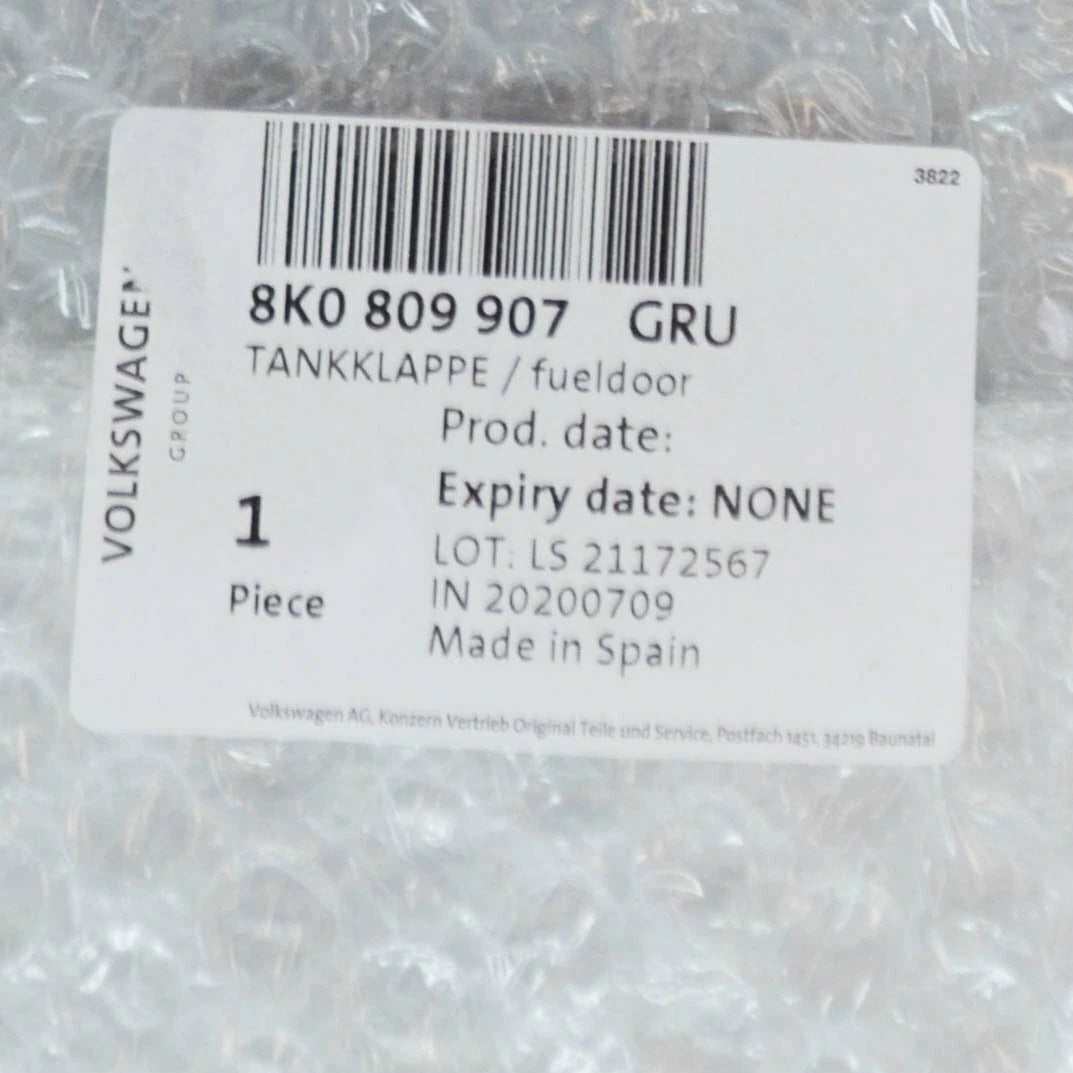 3822
8K0 809 907 GRU
TANKKLAPPE / fueldoor
Prod. date:
Expiry date: NONE
1
Piece
LOT: LS 21172567
IN 20200709
Made in Spain
VOLKSWAGEN
GROUP
Volkswagen AG, Konzern Vertrieb Original Teile und Service, Postfach 1451, 34219 Baunatal